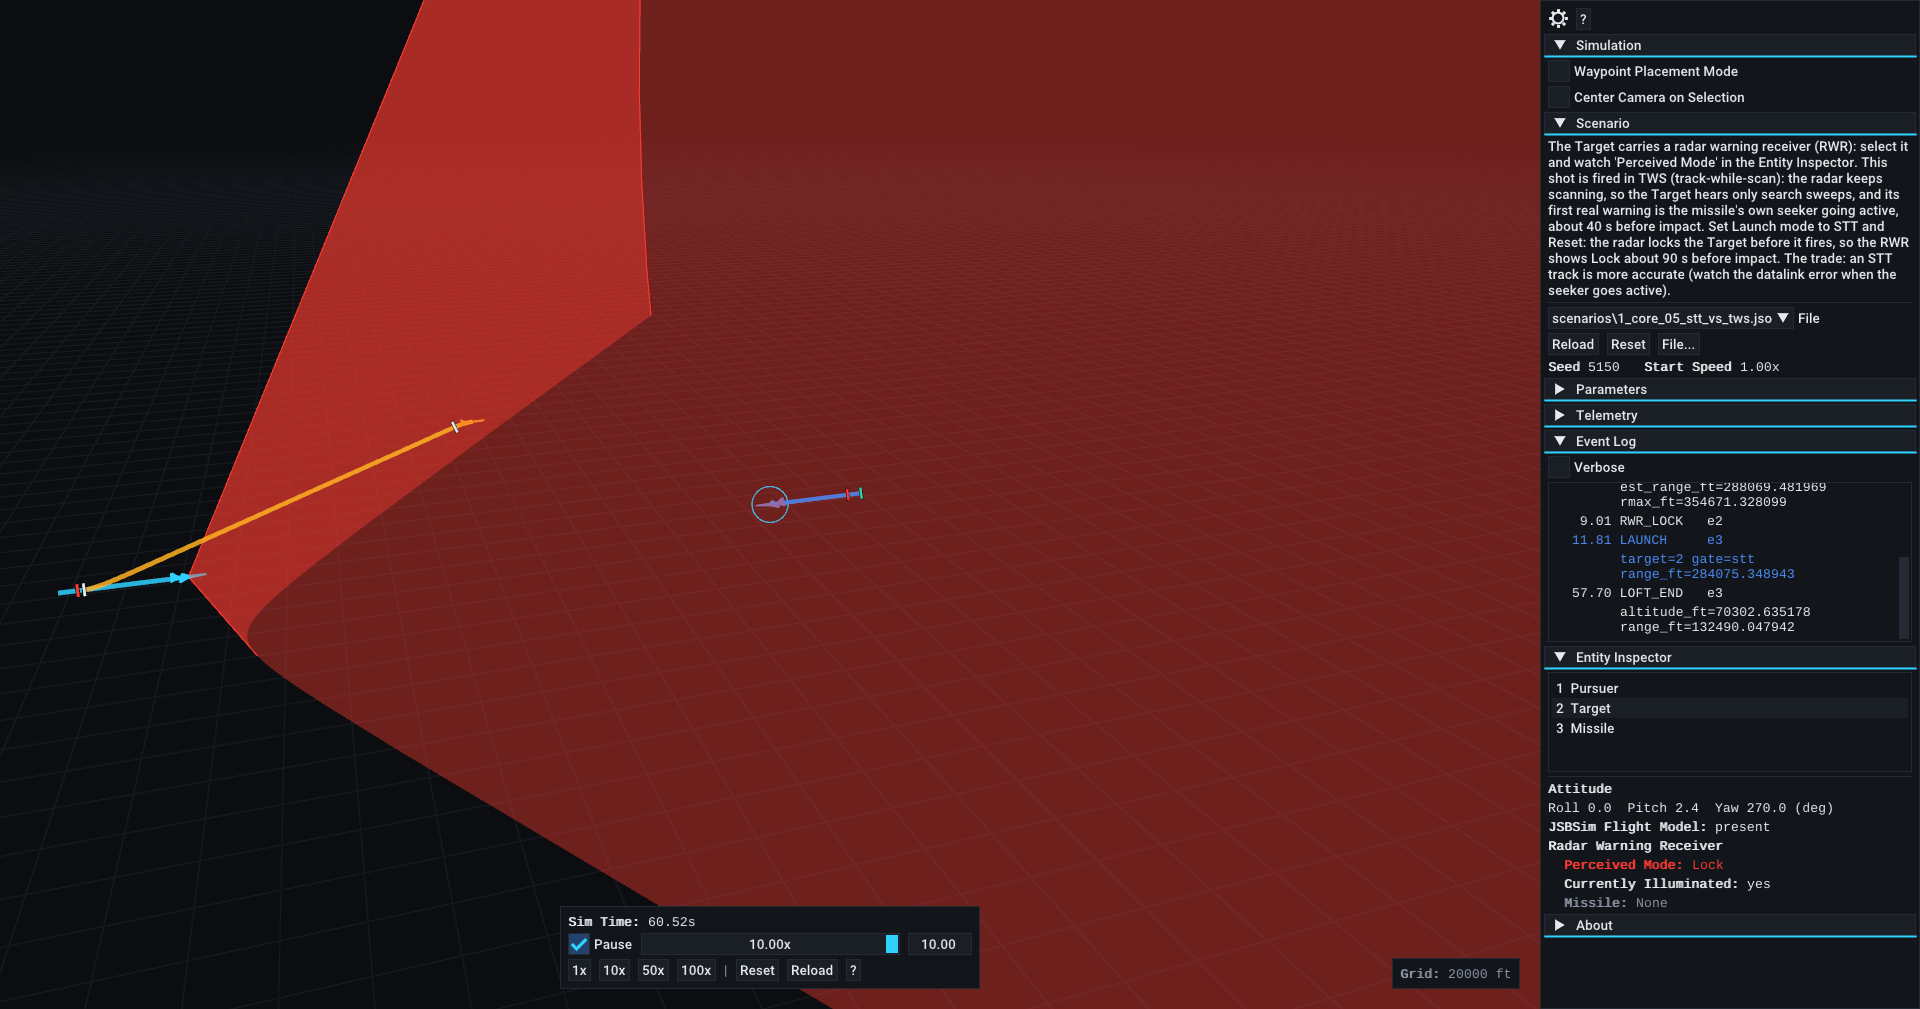 ?
Simulation
Waypoint Placement Mode
Center Camera on Selection
Scenario
The Target carries a radar warning receiver (RWR): select it
and watch 'Perceived Mode' in the Entity Inspector. This
shot is fired in TWS (track-while-scan): the radar keeps
scanning, so the Target hears only search sweeps, and its
first real warning is the missile's own seeker going active,
about 40 s before impact. Set Launch mode to STT and
Reset: the radar locks the Target before it fires, so the RWR
shows Lock about 90 s before impact. The trade: an STT
track is more accurate (watch the datalink error when the
seeker goes active).
scenarios\1_core_05_stt_vs_tws.jso File
Reload Reset File...
Seed 5150 Start Speed 1.00x
Parameters
Telemetry
Event Log
Verbose
est_range_ft=288069.481969
rmax_ft=354671.328099
9.01 RWR_LOCK e2
11.81 LAUNCH e3
target=2 gate=stt
range_ft=284075.348943
57.70 LOFT_END e3
altitude_ft=70302.635178
range_ft=132490.047942
Entity Inspector
1 Pursuer
2 Target
3 Missile
Attitude
Roll 0.0 Pitch 2.4 Yaw 270.0 (deg)
JSBSim Flight Model: present
Radar Warning Receiver
Perceived Mode: Lock
Currently Illuminated: yes
Missile: None
About
Sim Time: 60.52s
Pause 10.00x 10.00
1x 10x 50x 100x | Reset Reload ?
Grid: 20000 ft